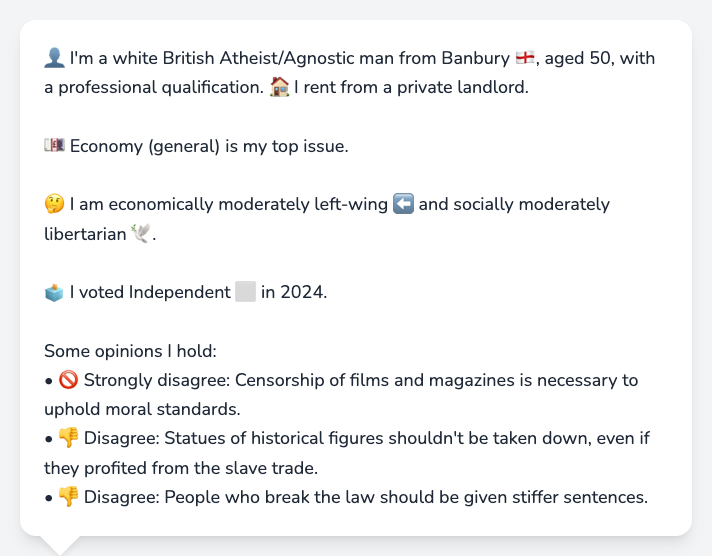 👤 I'm a white British Atheist/Agnostic man from Banbury 🏴󠁧󠁢󠁥󠁮󠁧󠁿, aged 50, with
a professional qualification. 🏠 I rent from a private landlord.
💷 Economy (general) is my top issue.
🤔 I am economically moderately left-wing ⬅️ and socially moderately
libertarian 🕊️.
🗳️ I voted Independent ⬜ in 2024.
Some opinions I hold:
• 🚫 Strongly disagree: Censorship of films and magazines is necessary to
uphold moral standards.
• 👎 Disagree: Statues of historical figures shouldn't be taken down, even if
they profited from the slave trade.
• 👎 Disagree: People who break the law should be given stiffer sentences.